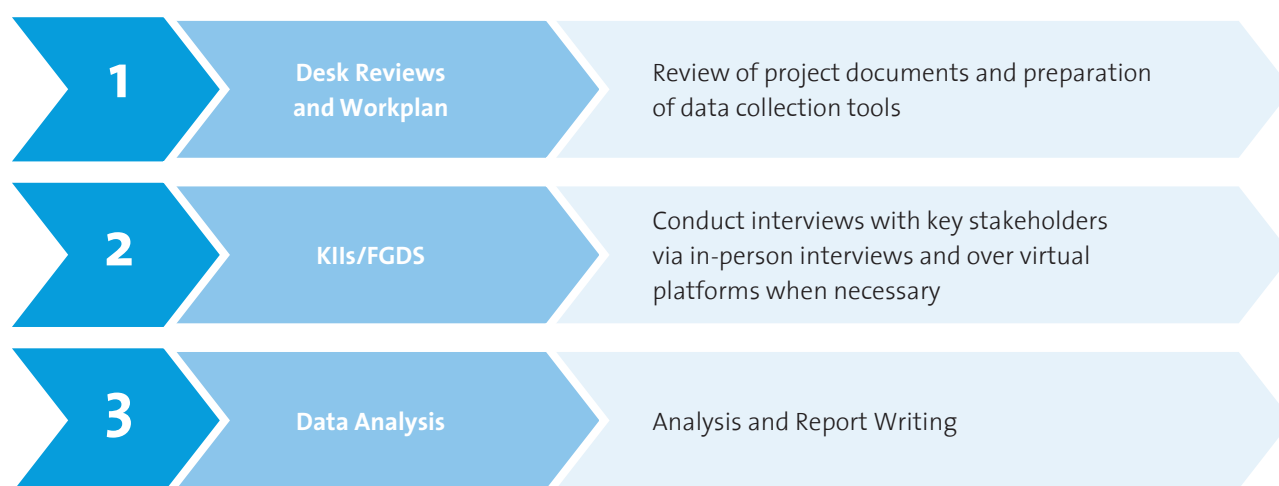 1
Desk Reviews
and Workplan
Review of project documents and preparation
of data collection tools
2
KIIs/FGDS
Conduct interviews with key stakeholders
via in-person interviews and over virtual
platforms when necessary
3
Data Analysis
Analysis and Report Writing